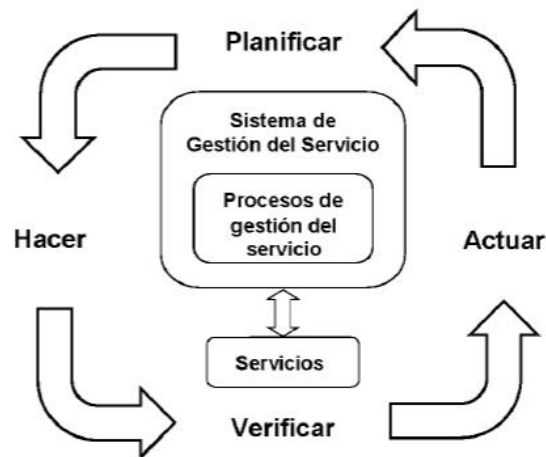 Planificar
Sistema de
Gestión del Servicio
Procesos de
gestión del
servicio
Hacer
Actuar
Servicios
Verificar